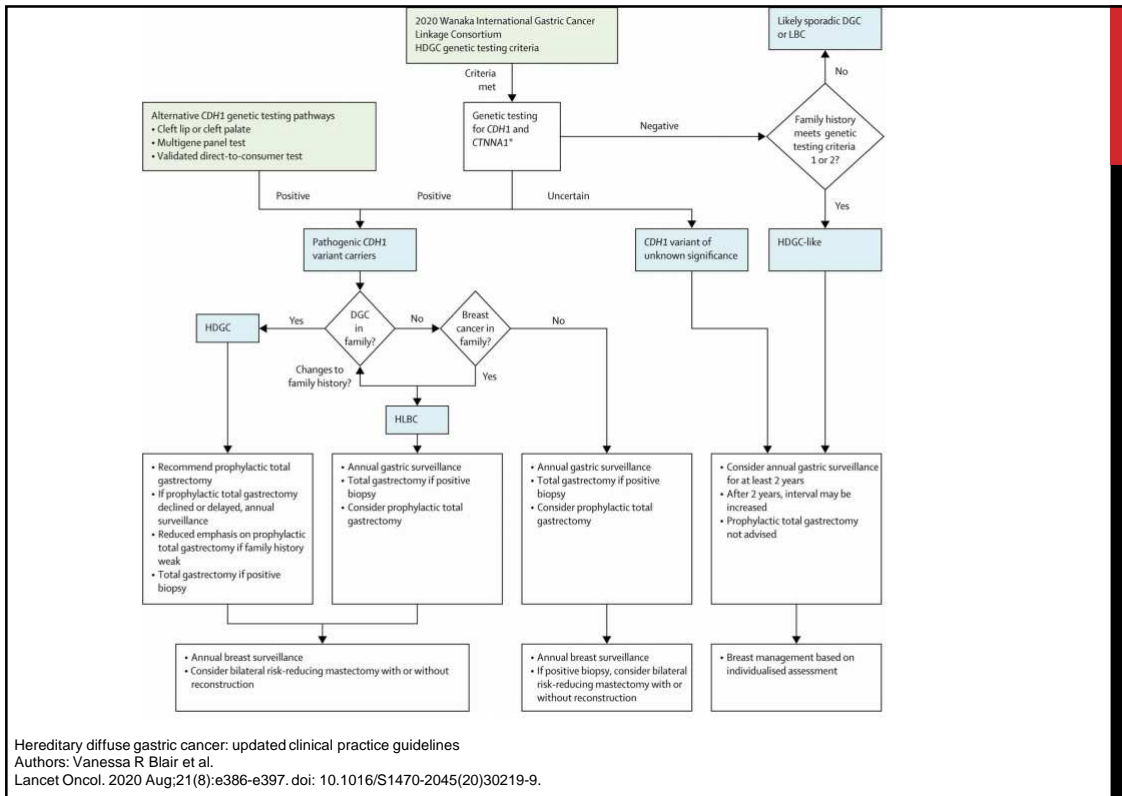 2020 Wanaka International Gastric Cancer
Linkage Consortium
HDGC genetic testing criteria
Likely sporadic DGC
or LBC
Criteria
met
No
Alternative CDH1 genetic testing pathways
• Cleft lip or cleft palate
• Multigene panel test
• Validated direct-to-consumer test
Genetic testing
for CDH1 and
CTNNA1*
Negative
Family history
meets genetic
testing criteria
1 or 2?
Positive
Positive
Uncertain
Yes
Pathogenic CDH1
variant carriers
CDH1 variant of
unknown significance
HDGC-like
HDGC
Yes
DGC
in
family?
No
Breast
cancer in
family?
No
Changes to
family history?
Yes
HLBC
• Recommend prophylactic total
gastrectomy
• If prophylactic total gastrectomy
declined or delayed, annual
surveillance
• Reduced emphasis on prophylactic
total gastrectomy if family history
weak
• Total gastrectomy if positive
biopsy
• Annual gastric surveillance
• Total gastrectomy if positive
biopsy
• Consider prophylactic total
gastrectomy
• Annual gastric surveillance
• Total gastrectomy if positive
biopsy
• Consider prophylactic total
gastrectomy
• Consider annual gastric surveillance
for at least 2 years
• After 2 years, interval may be
increased
• Prophylactic total gastrectomy
not advised
• Annual breast surveillance
• Consider bilateral risk-reducing mastectomy with or without
reconstruction
• Annual breast surveillance
• If positive biopsy, consider bilateral
risk-reducing mastectomy with or
without reconstruction
• Breast management based on
individualised assessment
Hereditary diffuse gastric cancer: updated clinical practice guidelines
Authors: Vanessa R Blair et al.
Lancet Oncol. 2020 Aug;21(8):e386-e397. doi: 10.1016/S1470-2045(20)30219-9.